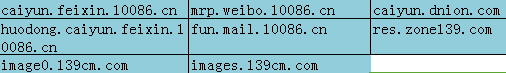 caiyun.feixin.10086.cn mrp.weibo.10086.cn caiyun.dnion.com
huodong.caiyun.feixin.1 fun.mail.10086.cn res.zone139.com
0086.cn
image0.139cm.com images.139cm.com